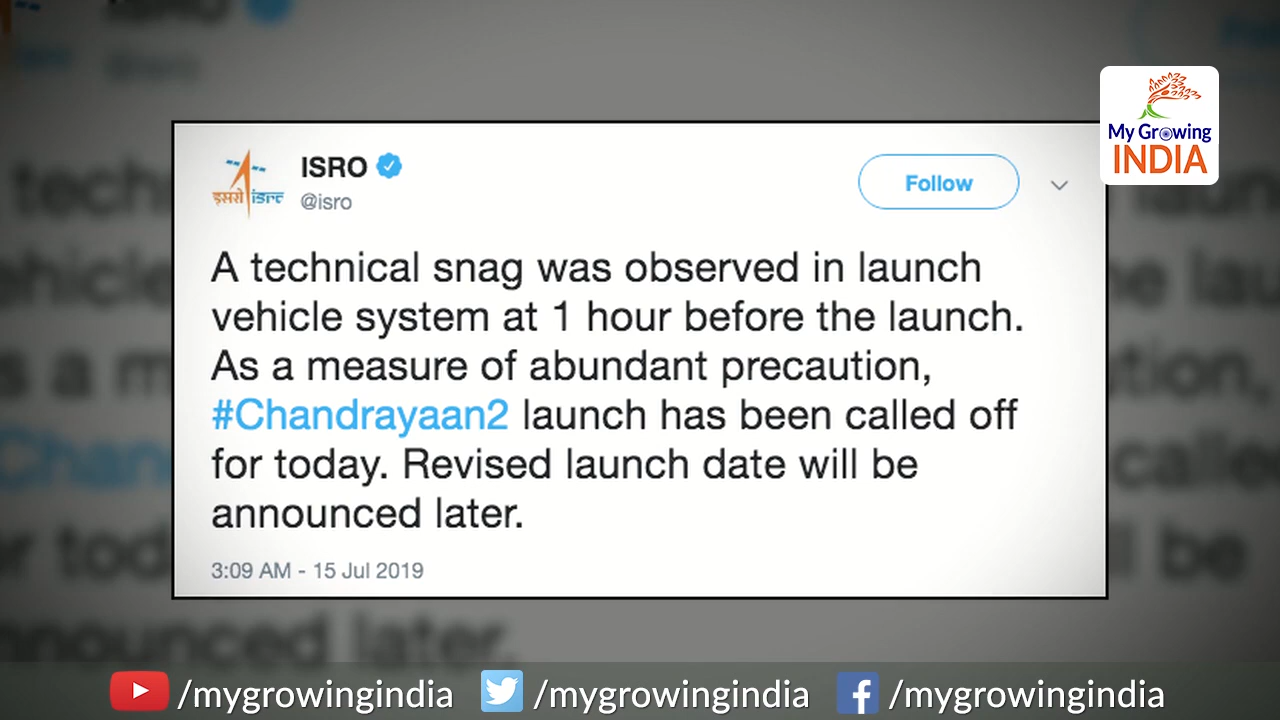 My Growing
INDIA
ISRO
इसरो isro
@isro
Follow
A technical snag was observed in launch
vehicle system at 1 hour before the launch.
As a measure of abundant precaution,
#Chandrayaan2 launch has been called off
for today. Revised launch date will be
announced later.
3:09 AM - 15 Jul 2019
/mygrowingindia
/mygrowingindia
/mygrowingindia